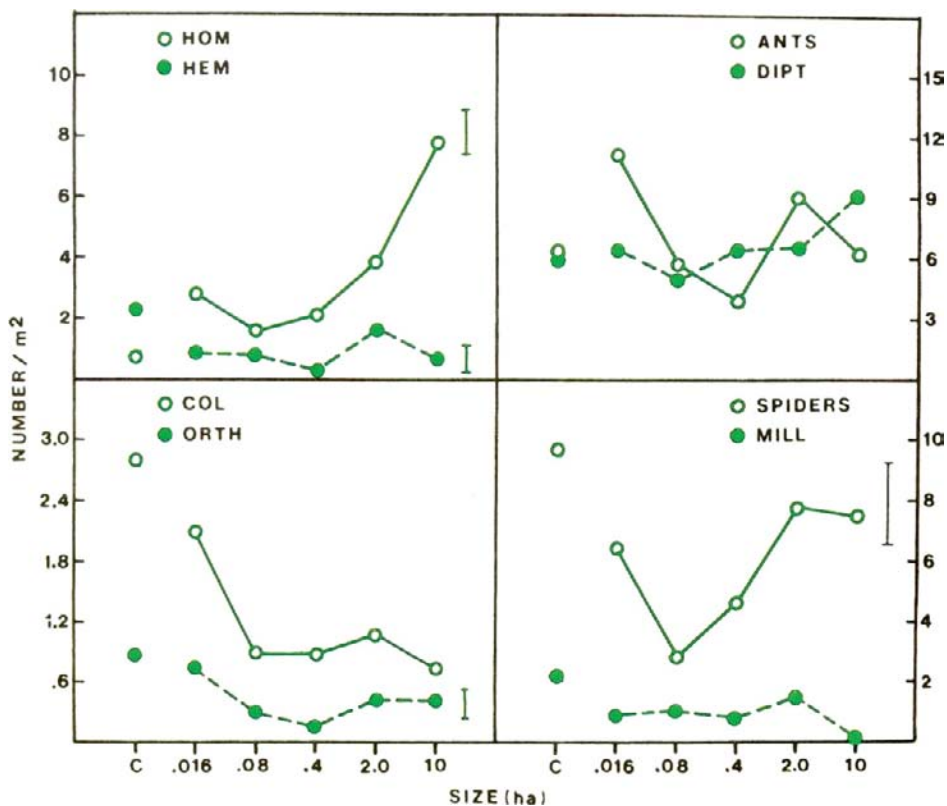 HOM
HEM
10
8
6
4
2
ANTS
DIPT
15
12
9
6
3
COL
ORTH
3.0
2.4
1.8
1.2
.6
SPIDERS
MILL
10
8
6
4
2
NUMBER / m²
C .016 .08 .4 2.0 10
C .016 .08 .4 2.0 10
SIZE (ha)